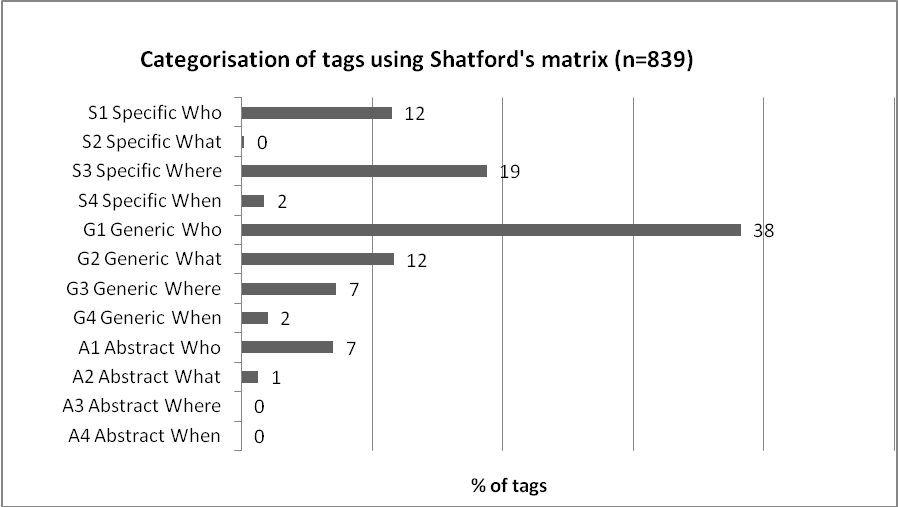 Categorisation of tags using Shatford's matrix (n=839)
S1 Specific Who 12
S2 Specific What 0
S3 Specific Where 19
S4 Specific When 2
G1 Generic Who 38
G2 Generic What 12
G3 Generic Where 7
G4 Generic When 2
A1 Abstract Who 7
A2 Abstract What 1
A3 Abstract Where 0
A4 Abstract When 0
% of tags